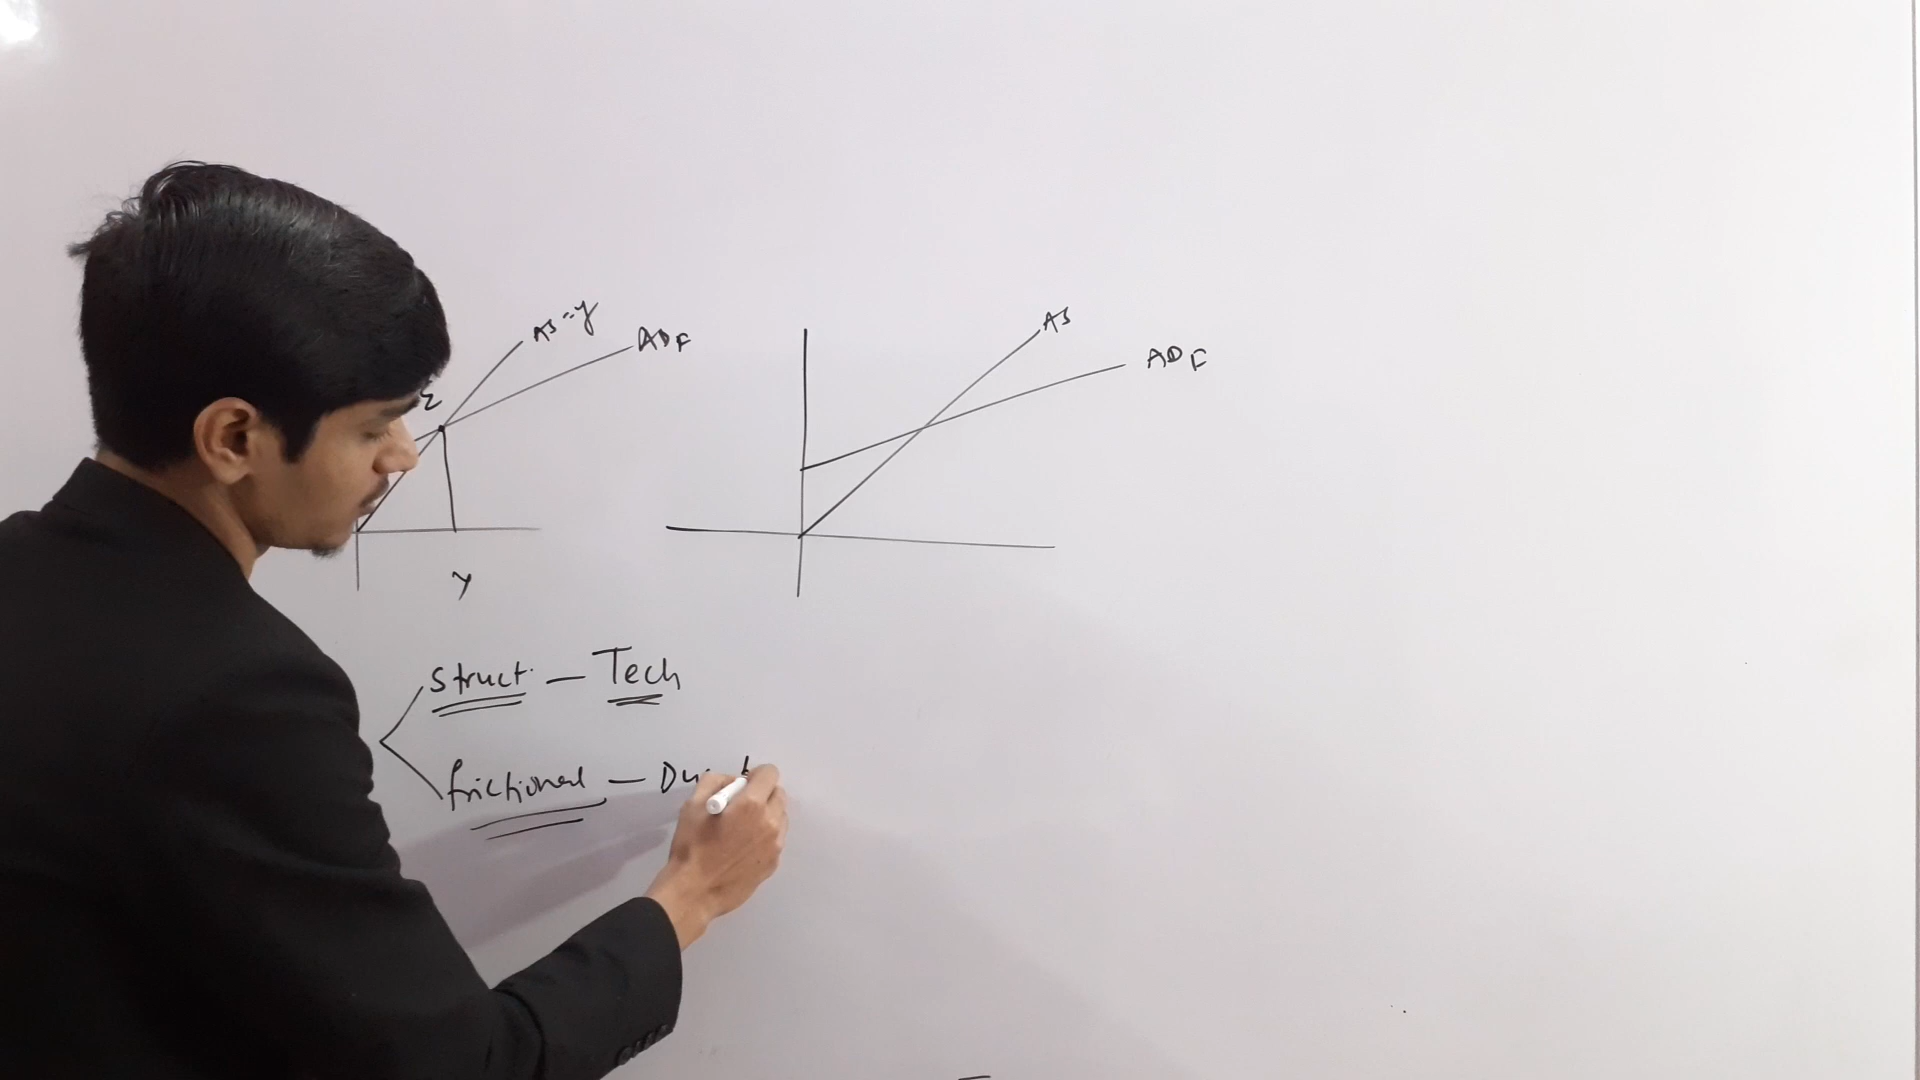 AS=y
ADF
E
Y
AS
ADF
Struct. — Tech
frictional —